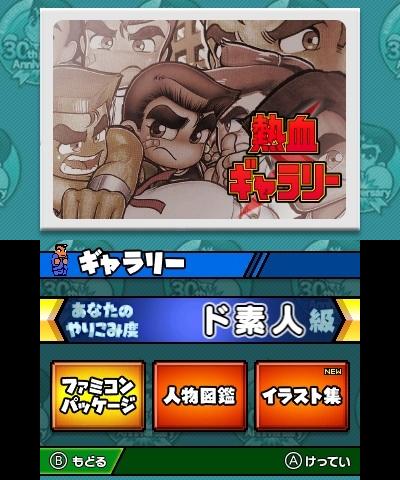 30th Anniversary
熱血
ギャラリー
ギャラリー
あなたの
やりこみ度
ド素人級
ファミコン
パッケージ
人物図鑑
NEW
イラスト集
Ⓑ もどる
Ⓐ けってい